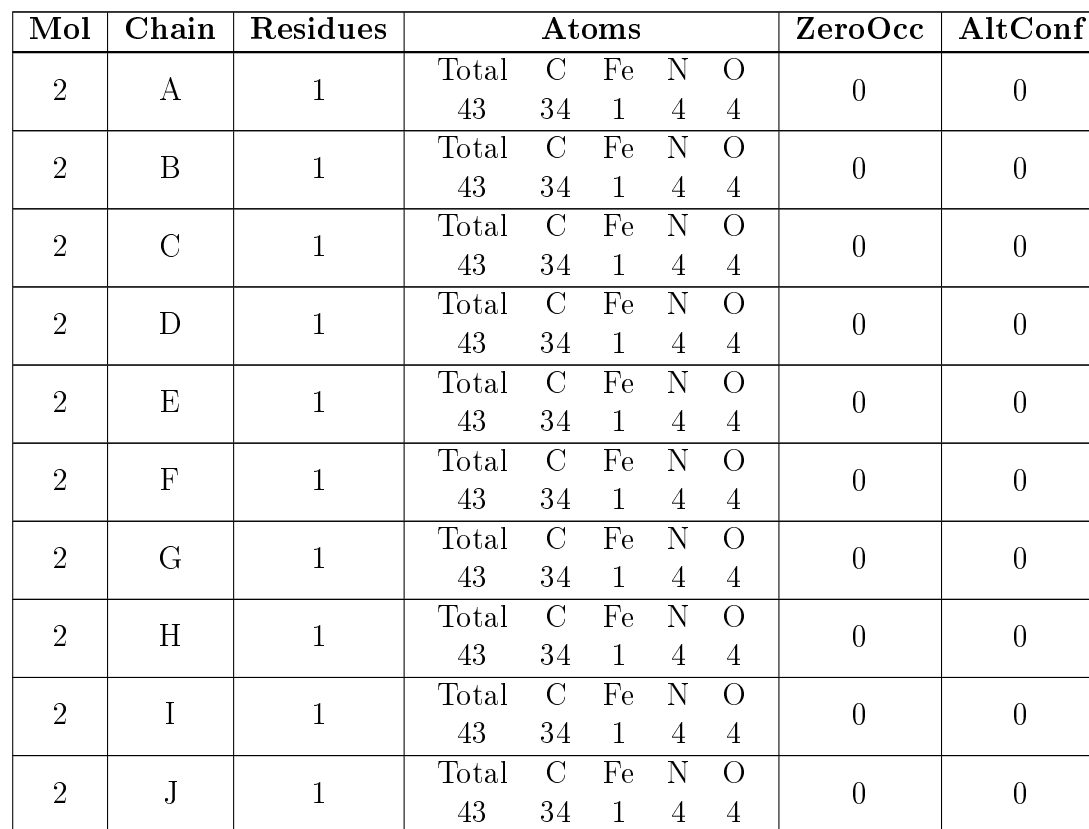 Mol Chain Residues Atoms ZeroOcc AltConf
2 A 1 Total C Fe N O 0 0
43 34 1 4 4
2 B 1 Total C Fe N O 0 0
43 34 1 4 4
2 C 1 Total C Fe N O 0 0
43 34 1 4 4
2 D 1 Total C Fe N O 0 0
43 34 1 4 4
2 E 1 Total C Fe N O 0 0
43 34 1 4 4
2 F 1 Total C Fe N O 0 0
43 34 1 4 4
2 G 1 Total C Fe N O 0 0
43 34 1 4 4
2 H 1 Total C Fe N O 0 0
43 34 1 4 4
2 I 1 Total C Fe N O 0 0
43 34 1 4 4
2 J 1 Total C Fe N O 0 0
43 34 1 4 4